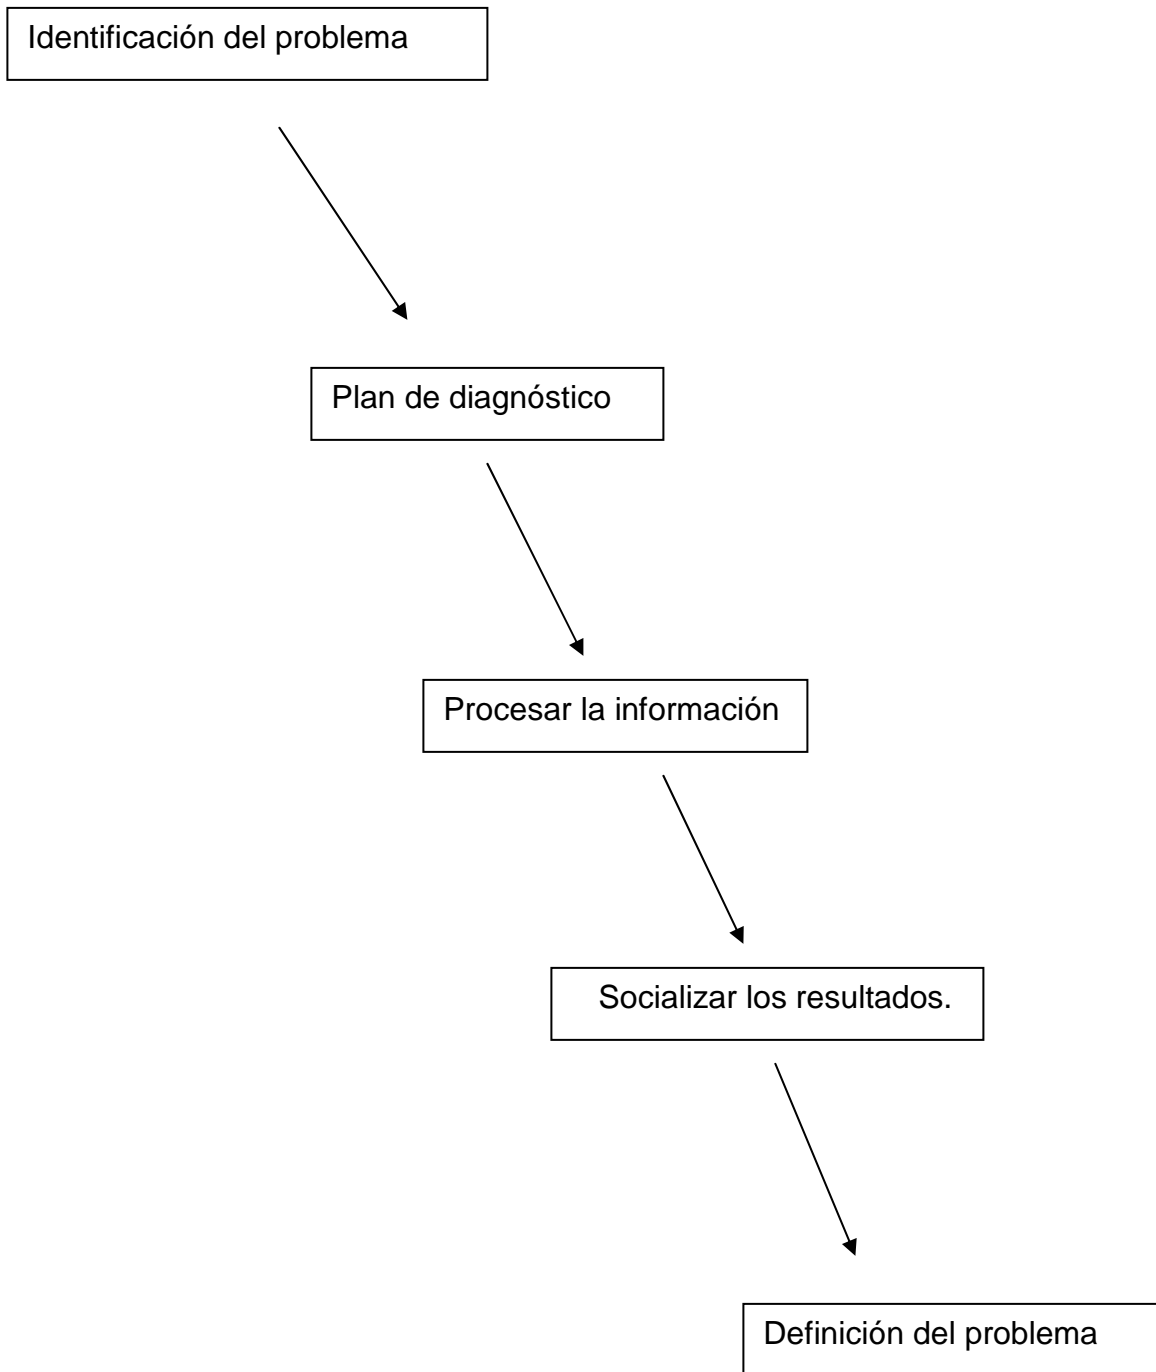 Identificación del problema
Plan de diagnóstico
Procesar la información
Socializar los resultados.
Definición del problema